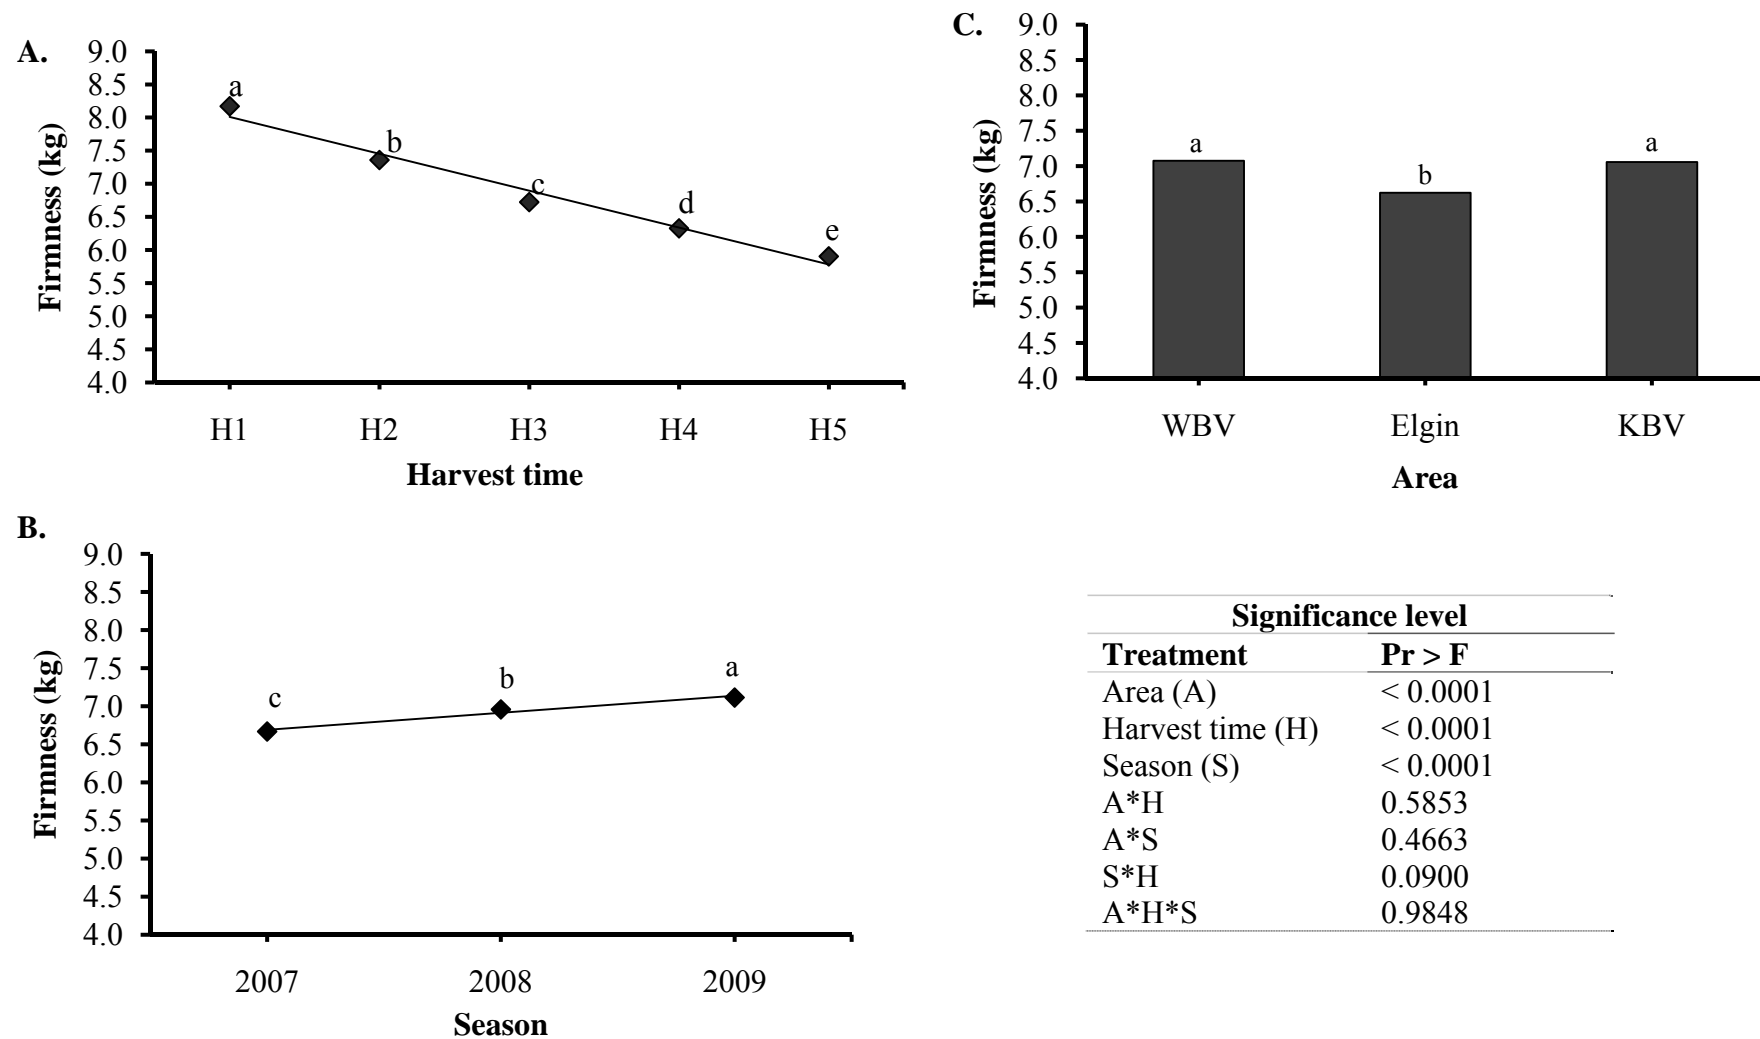 A.
9.0
8.5
8.0
7.5
7.0
6.5
6.0
5.5
5.0
4.5
4.0
Firmness (kg)
a
b
c
d
e
H1 H2 H3 H4 H5
Harvest time
B.
9.0
8.5
8.0
7.5
7.0
6.5
6.0
5.5
5.0
4.5
4.0
Firmness (kg)
c
b
a
2007 2008 2009
Season
C.
9.0
8.5
8.0
7.5
7.0
6.5
6.0
5.5
5.0
4.5
4.0
Firmness (kg)
a
b
a
WBV Elgin KBV
Area
Significance level
Treatment Pr > F
Area (A) < 0.0001
Harvest time (H) < 0.0001
Season (S) < 0.0001
A*H 0.5853
A*S 0.4663
S*H 0.0900
A*H*S 0.9848